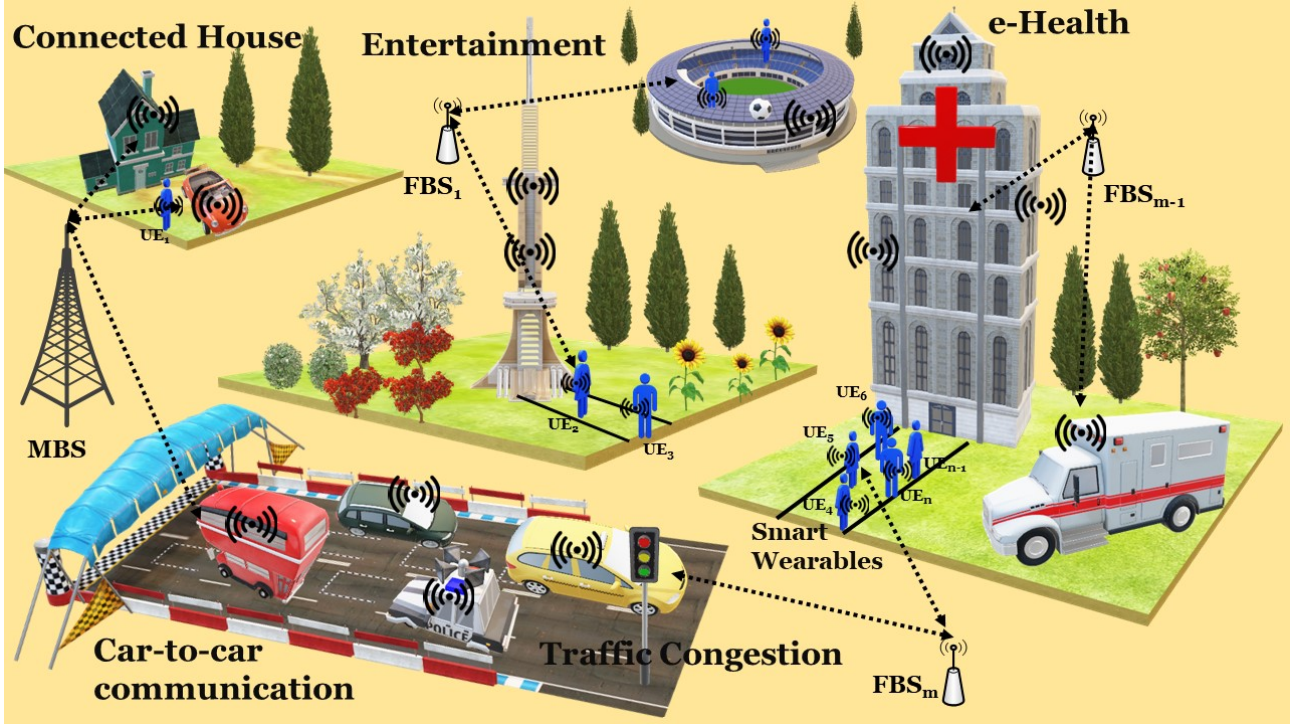 Connected House
Entertainment
e-Health
FBS₁
FBSₘ₋₁
UE₁
MBS
UE₂
UE₃
UE₆
UE₅
UEₙ₋₁
UEₙ
UE₄
Smart
Wearables
POLICE
Car-to-car
communication
Traffic Congestion
FBSₘ